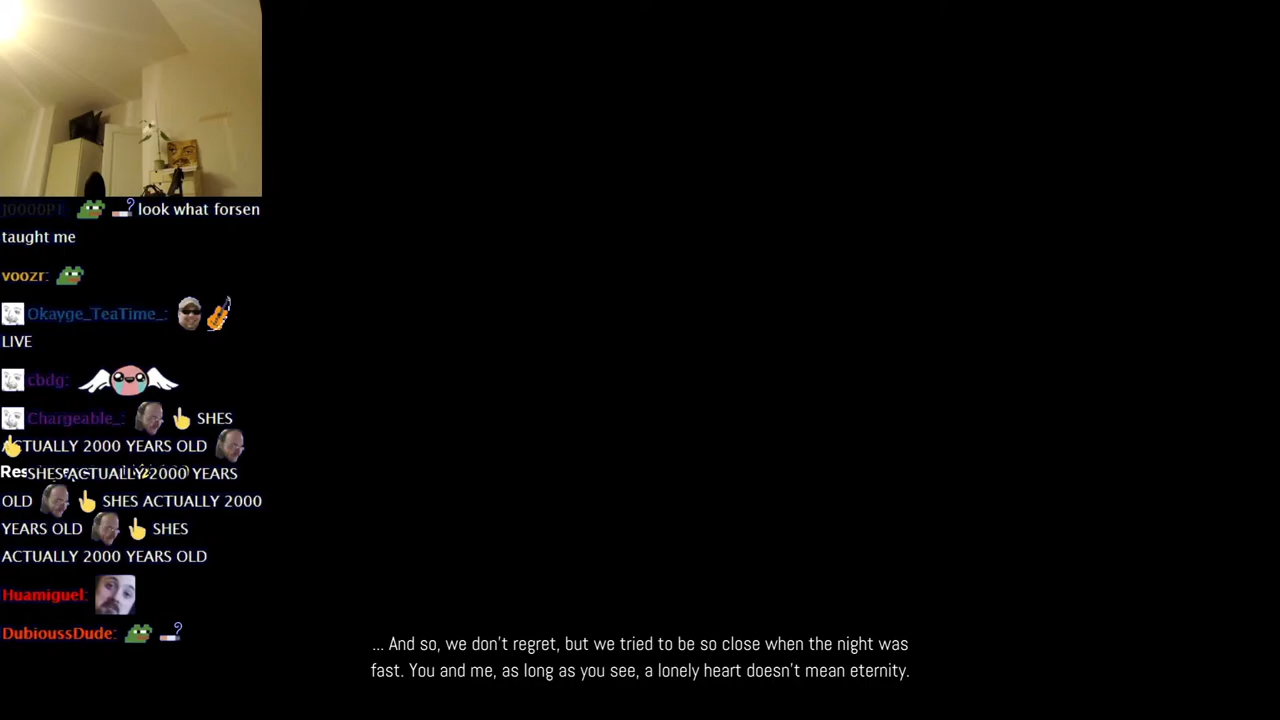 look what forsen
taught me
voozr:
Okayge_TeaTime_:
LIVE
cbdg:
Chargeable_: SHES
ACTUALLY 2000 YEARS OLD
SHES ACTUALLY 2000 YEARS
OLD SHES ACTUALLY 2000
YEARS OLD SHES
ACTUALLY 2000 YEARS OLD
Huamiguel:
DubioussDude:
... And so, we don't regret, but we tried to be so close when the night was
fast. You and me, as long as you see, a lonely heart doesn't mean eternity.